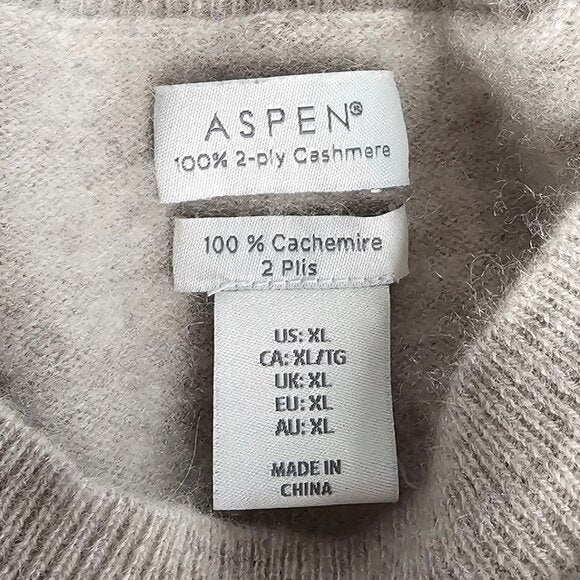 ASPEN®
100% 2-ply Cashmere
100 % Cachemire
2 Plis
US: XL
CA: XL/TG
UK: XL
EU: XL
AU: XL
MADE IN
CHINA